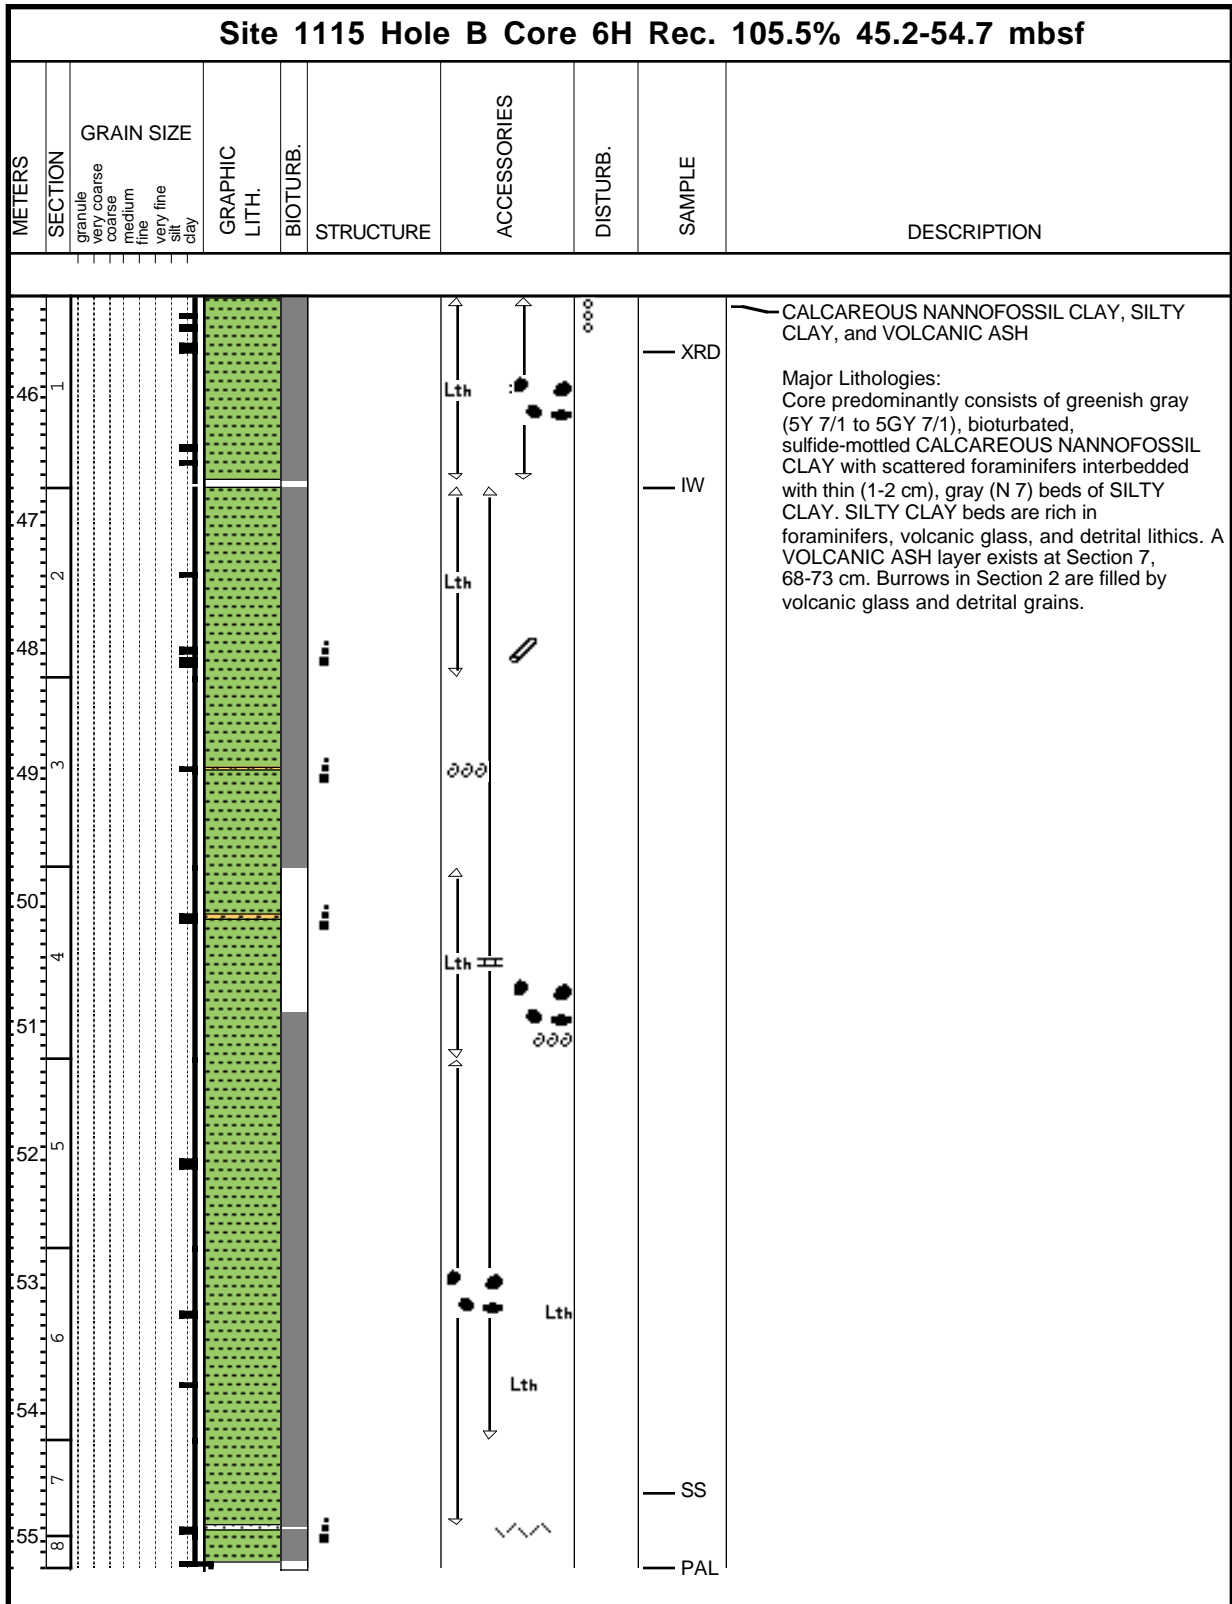 Site 1115 Hole B Core 6H Rec. 105.5% 45.2-54.7 mbsf
METERS
SECTION
GRAIN SIZE
granule
very coarse
coarse
medium
fine
very fine
silt
clay
GRAPHIC
LITH.
BIOTURB.
STRUCTURE
ACCESSORIES
DISTURB.
SAMPLE
DESCRIPTION
CALCAREOUS NANNOFOSSIL CLAY, SILTY
CLAY, and VOLCANIC ASH
XRD
Major Lithologies:
46
1
Lth
Core predominantly consists of greenish gray
(5Y 7/1 to 5GY 7/1), bioturbated,
sulfide-mottled CALCAREOUS NANNOFOSSIL
CLAY with scattered foraminifers interbedded
IW
with thin (1-2 cm), gray (N 7) beds of SILTY
CLAY. SILTY CLAY beds are rich in
47
foraminifers, volcanic glass, and detrital lithics. A
VOLCANIC ASH layer exists at Section 7,
2
Lth
68-73 cm. Burrows in Section 2 are filled by
volcanic glass and detrital grains.
48
3
49
50
4
Lth
51
5
52
53
Lth
6
Lth
54
7
SS
55
8
PAL